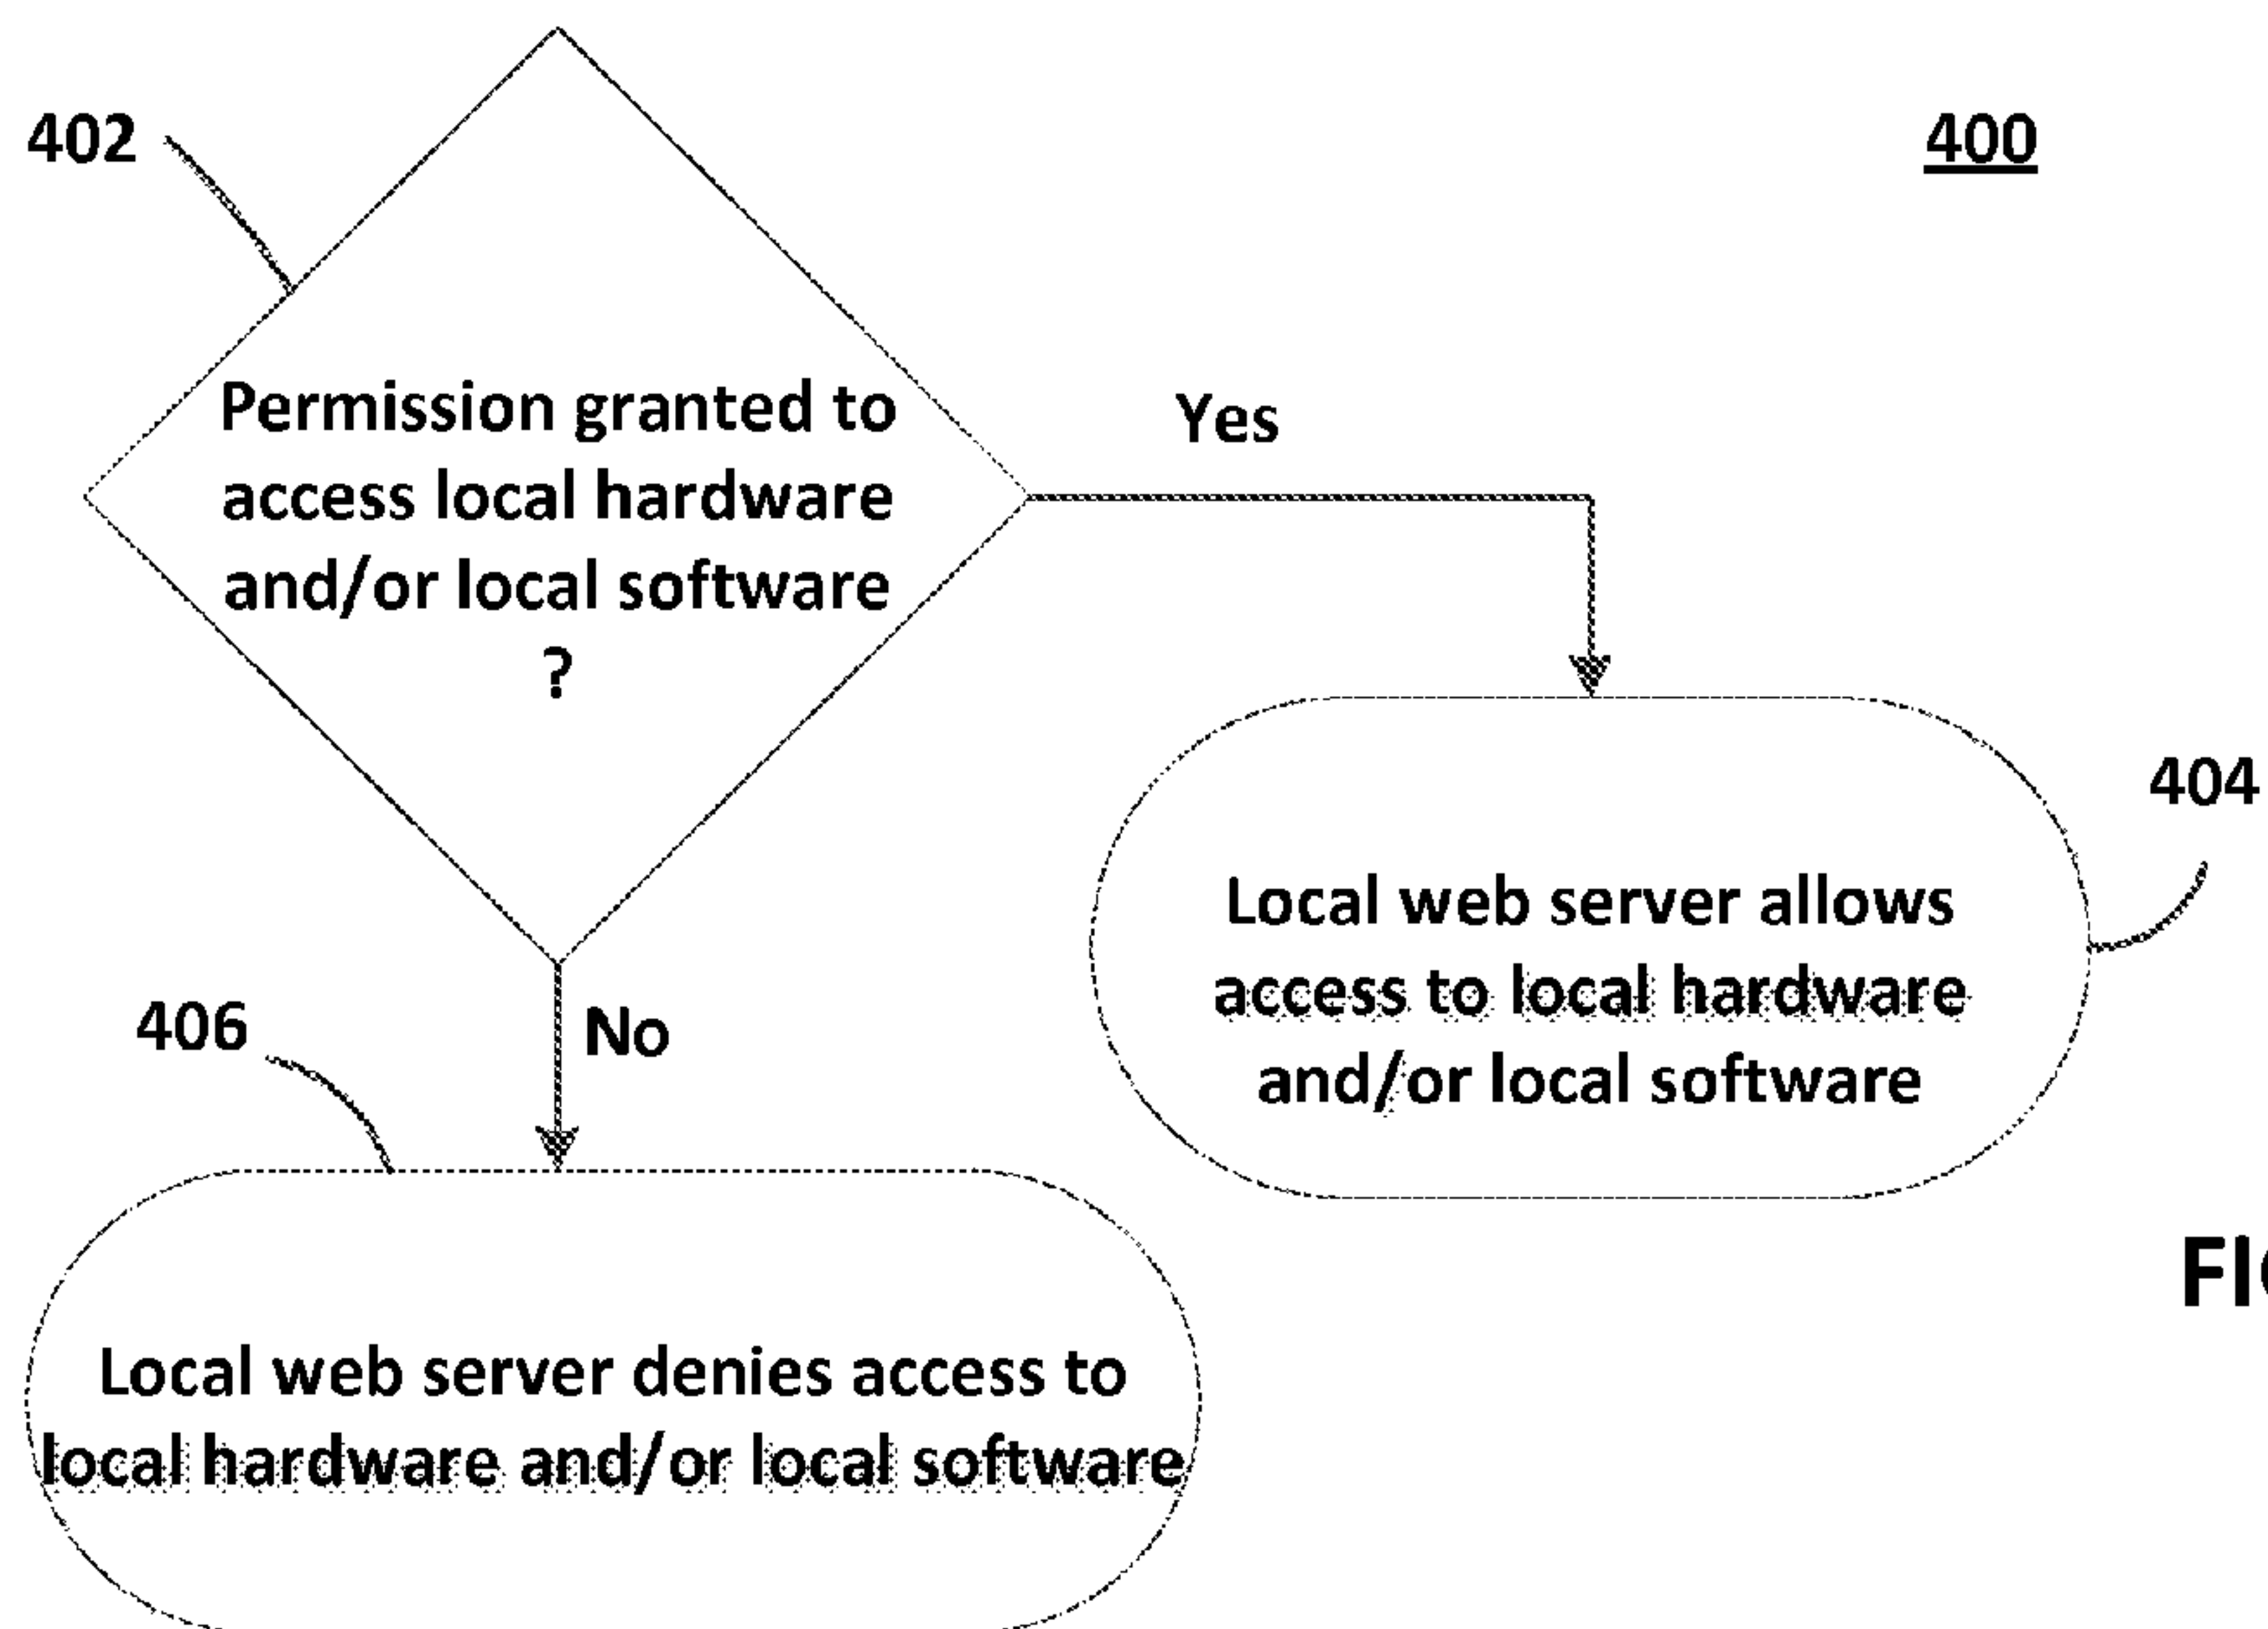 402
400
Permission granted to
access local hardware
and/or local software
?
Yes
404
Local web server allows
access to local hardware
and/or local software
406
No
Local web server denies access to
local hardware and/or local software